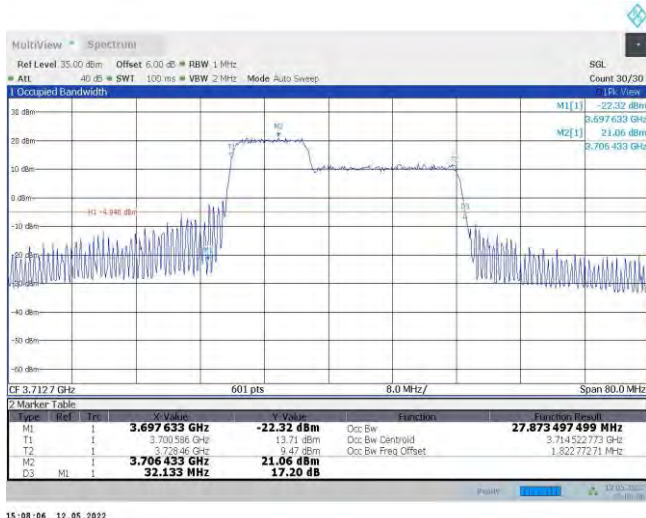 MultiView Spectrum
Ref Level 35.00 dBm Offset 6.00 dB RBW 1 MHz SGL
Att 40 dB SWT 100 ms VBW 2 MHz Mode Auto Sweep Count 30/30
1 Occupied Bandwidth 1Pk View
M1[1] -22.32 dBm
3.697633 GHz
M2[1] 21.06 dBm
3.706433 GHz
30 dBm
M2
20 dBm
T1
10 dBm
0 dBm
D3
H1 -4.946 dBm
-10 dBm
-20 dBm
-30 dBm
-40 dBm
-50 dBm
-60 dBm
CF 3.7127 GHz 601 pts 8.0 MHz/ Span 80.0 MHz
2 Marker Table
Type Ref Trc X-Value Y-Value Function Function Result
M1 1 3.697633 GHz -22.32 dBm Occ Bw 27.873497499 MHz
T1 1 3.700586 GHz 13.71 dBm Occ Bw Centroid 3.714522773 GHz
T2 1 3.72846 GHz 9.47 dBm Occ Bw Freq Offset 1.82277271 MHz
M2 1 3.706433 GHz 21.06 dBm
D3 M1 1 32.133 MHz 17.20 dB
Ready
15:08:06 12.05.2022